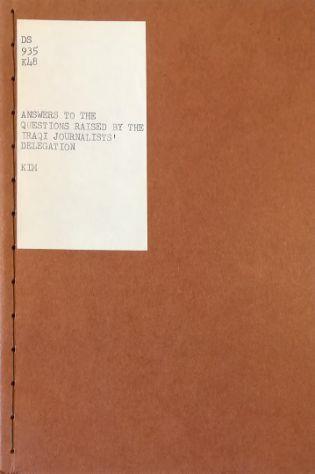 DS
935
K48
ANSWERS TO THE
QUESTIONS RAISED BY THE
IRAQI JOURNALISTS'
DELEGATION
KIM